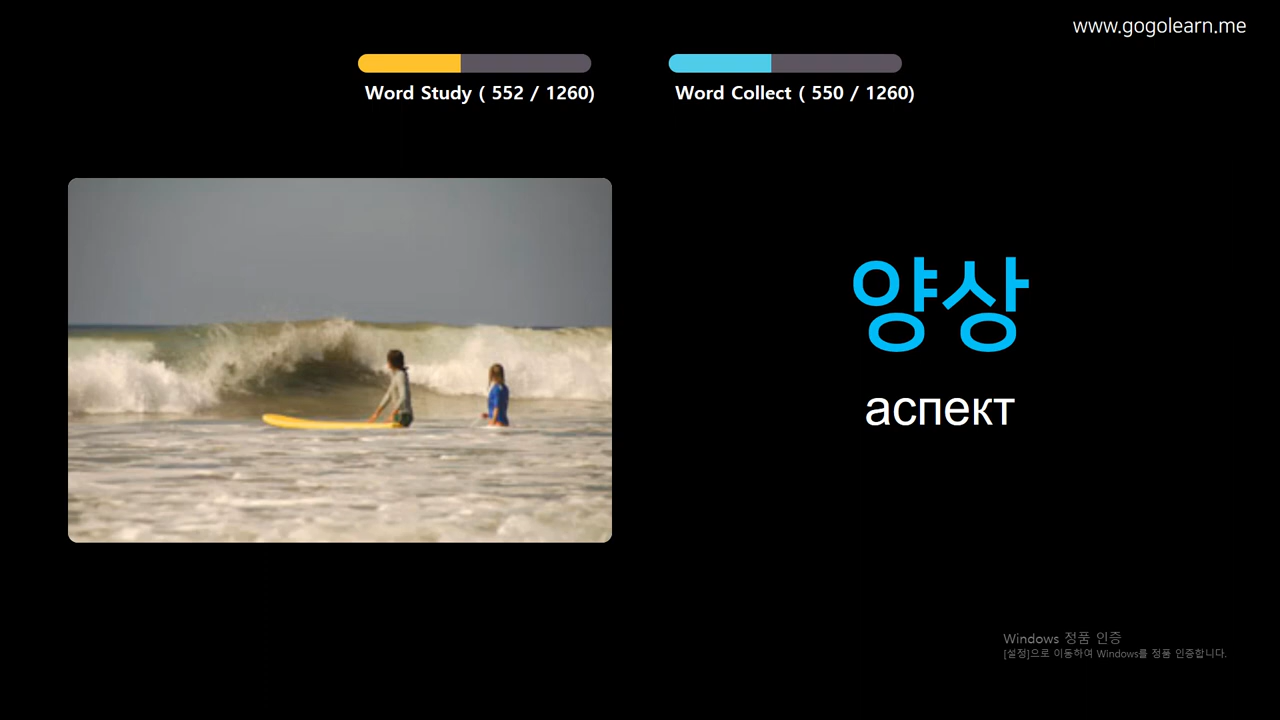 www.gogolearn.me
Word Study ( 552 / 1260)
Word Collect ( 550 / 1260)
양상
аспект
Windows 정품 인증
[설정]으로 이동하여 Windows를 정품 인증합니다.